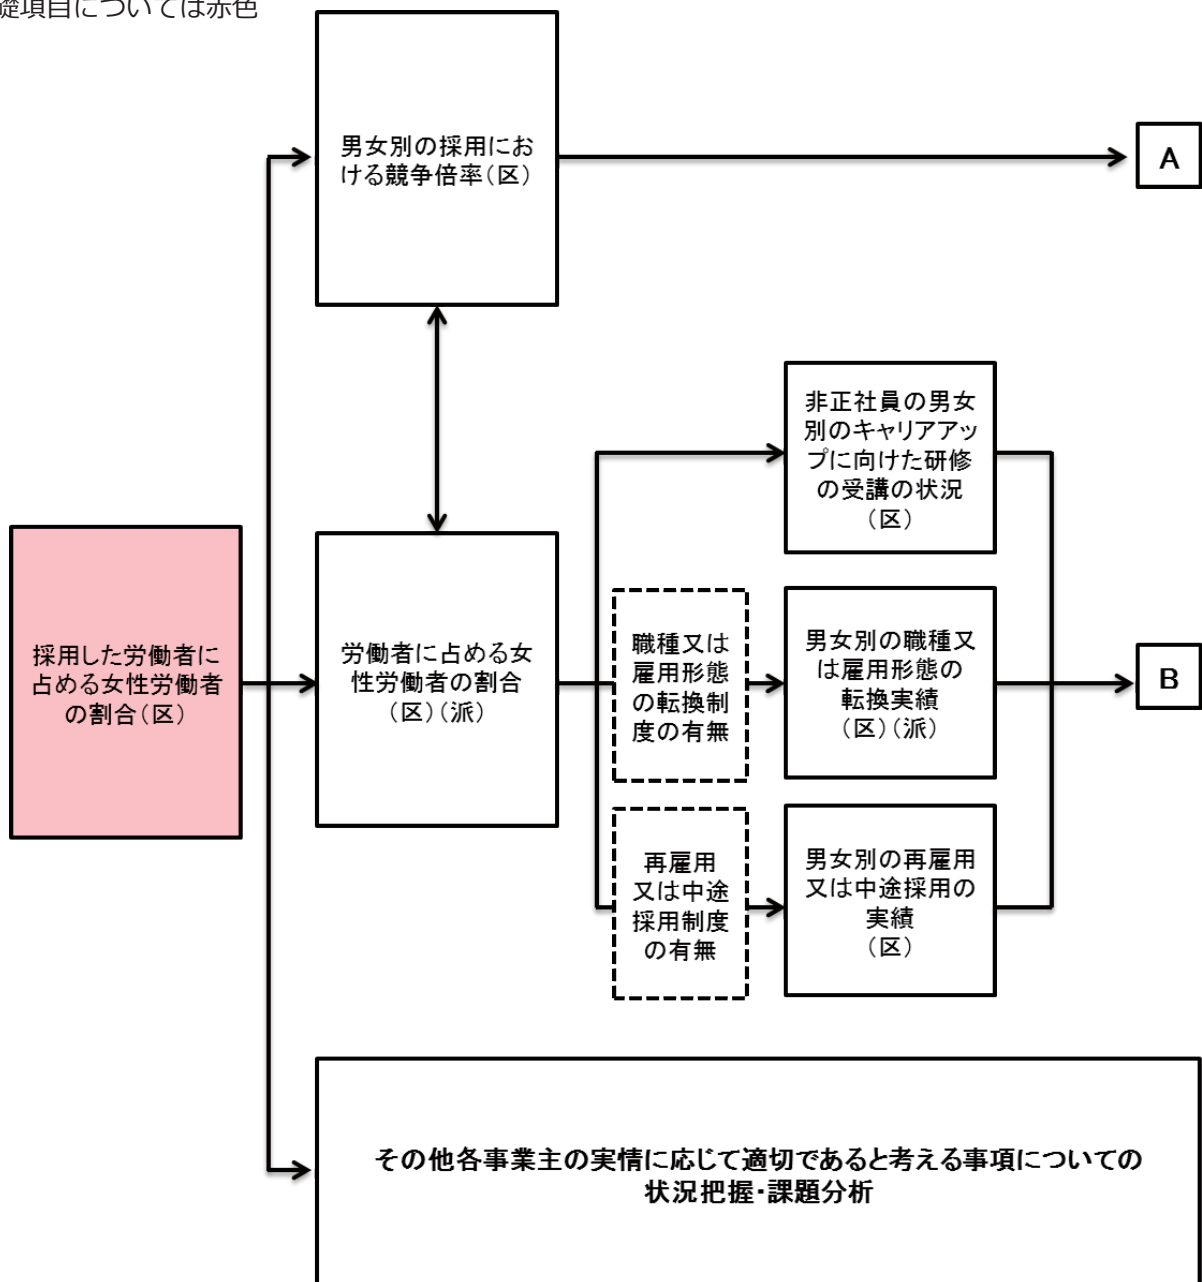 礎項目については赤色
男女別の採用にお
ける競争倍率(区)
A
非正社員の男女
別のキャリアアッ
プに向けた研修
の受講の状況
(区)
採用した労働者に
占める女性労働者
の割合(区)
労働者に占める女
性労働者の割合
(区)(派)
職種又は
雇用形態
の転換制
度の有無
男女別の職種又
は雇用形態の
転換実績
(区)(派)
B
再雇用
又は中途
採用制度
の有無
男女別の再雇用
又は中途採用の
実績
(区)
その他各事業主の実情に応じて適切であると考える事項についての
状況把握・課題分析